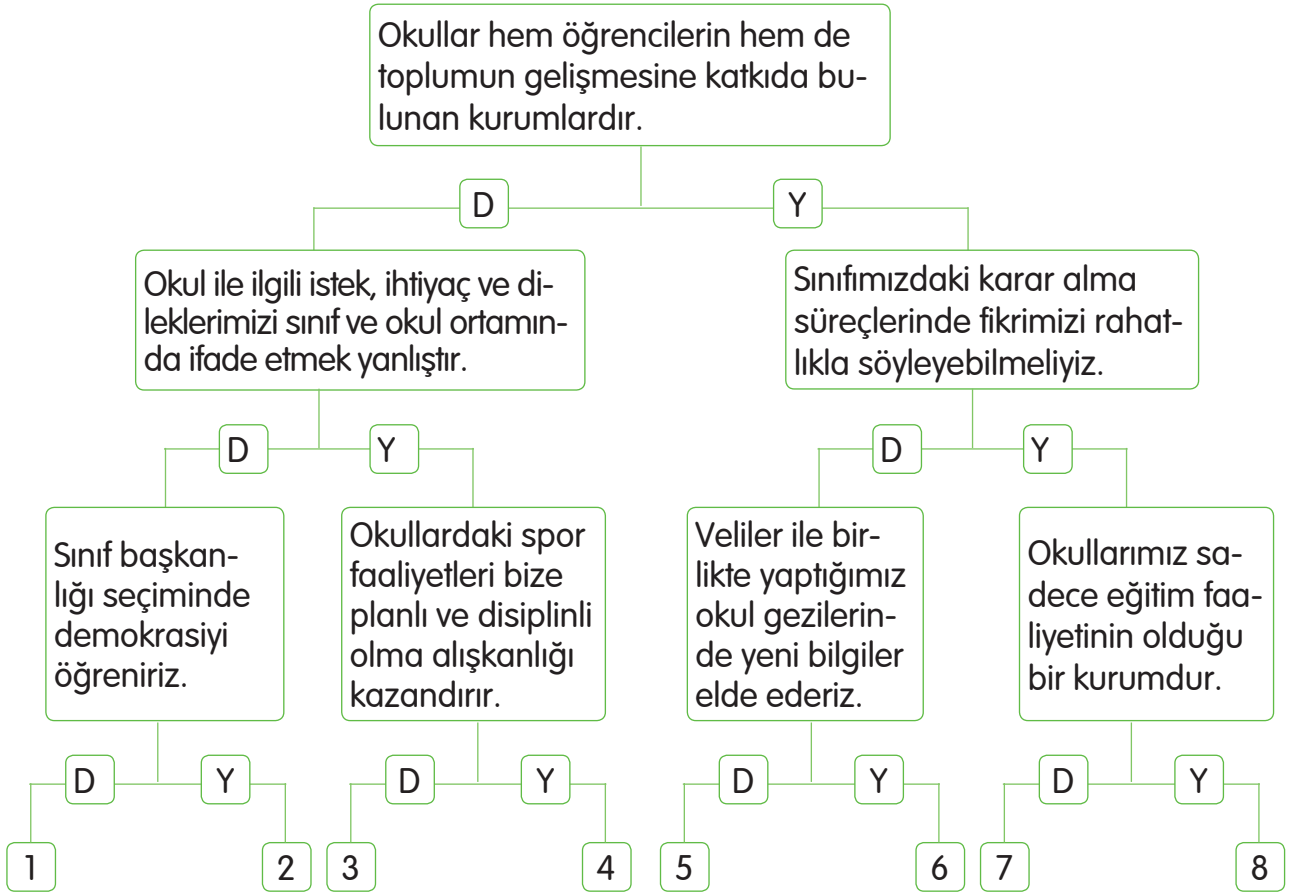 Okullar hem öğrencilerin hem de
toplumun gelişmesine katkıda bu-
lunan kurumlardır.
D
Y
Okul ile ilgili istek, ihtiyaç ve di-
leklerimizi sınıf ve okul ortamın-
da ifade etmek yanlıştır.
Sınıfımızdaki karar alma
süreçlerinde fikrimizi rahat-
lıkla söyleyebilmeliyiz.
D
Y
D
Y
Sınıf başkan-
lığı seçiminde
demokrasiyi
öğreniriz.
Okullardaki spor
faaliyetleri bize
planlı ve disiplinli
olma alışkanlığı
kazandırır.
Veliler ile bir-
likte yaptığımız
okul gezilerin-
de yeni bilgiler
elde ederiz.
Okullarımız sa-
dece eğitim faa-
liyetinin olduğu
bir kurumdur.
D
Y
D
Y
D
Y
D
Y
1
2
3
4
5
6
7
8